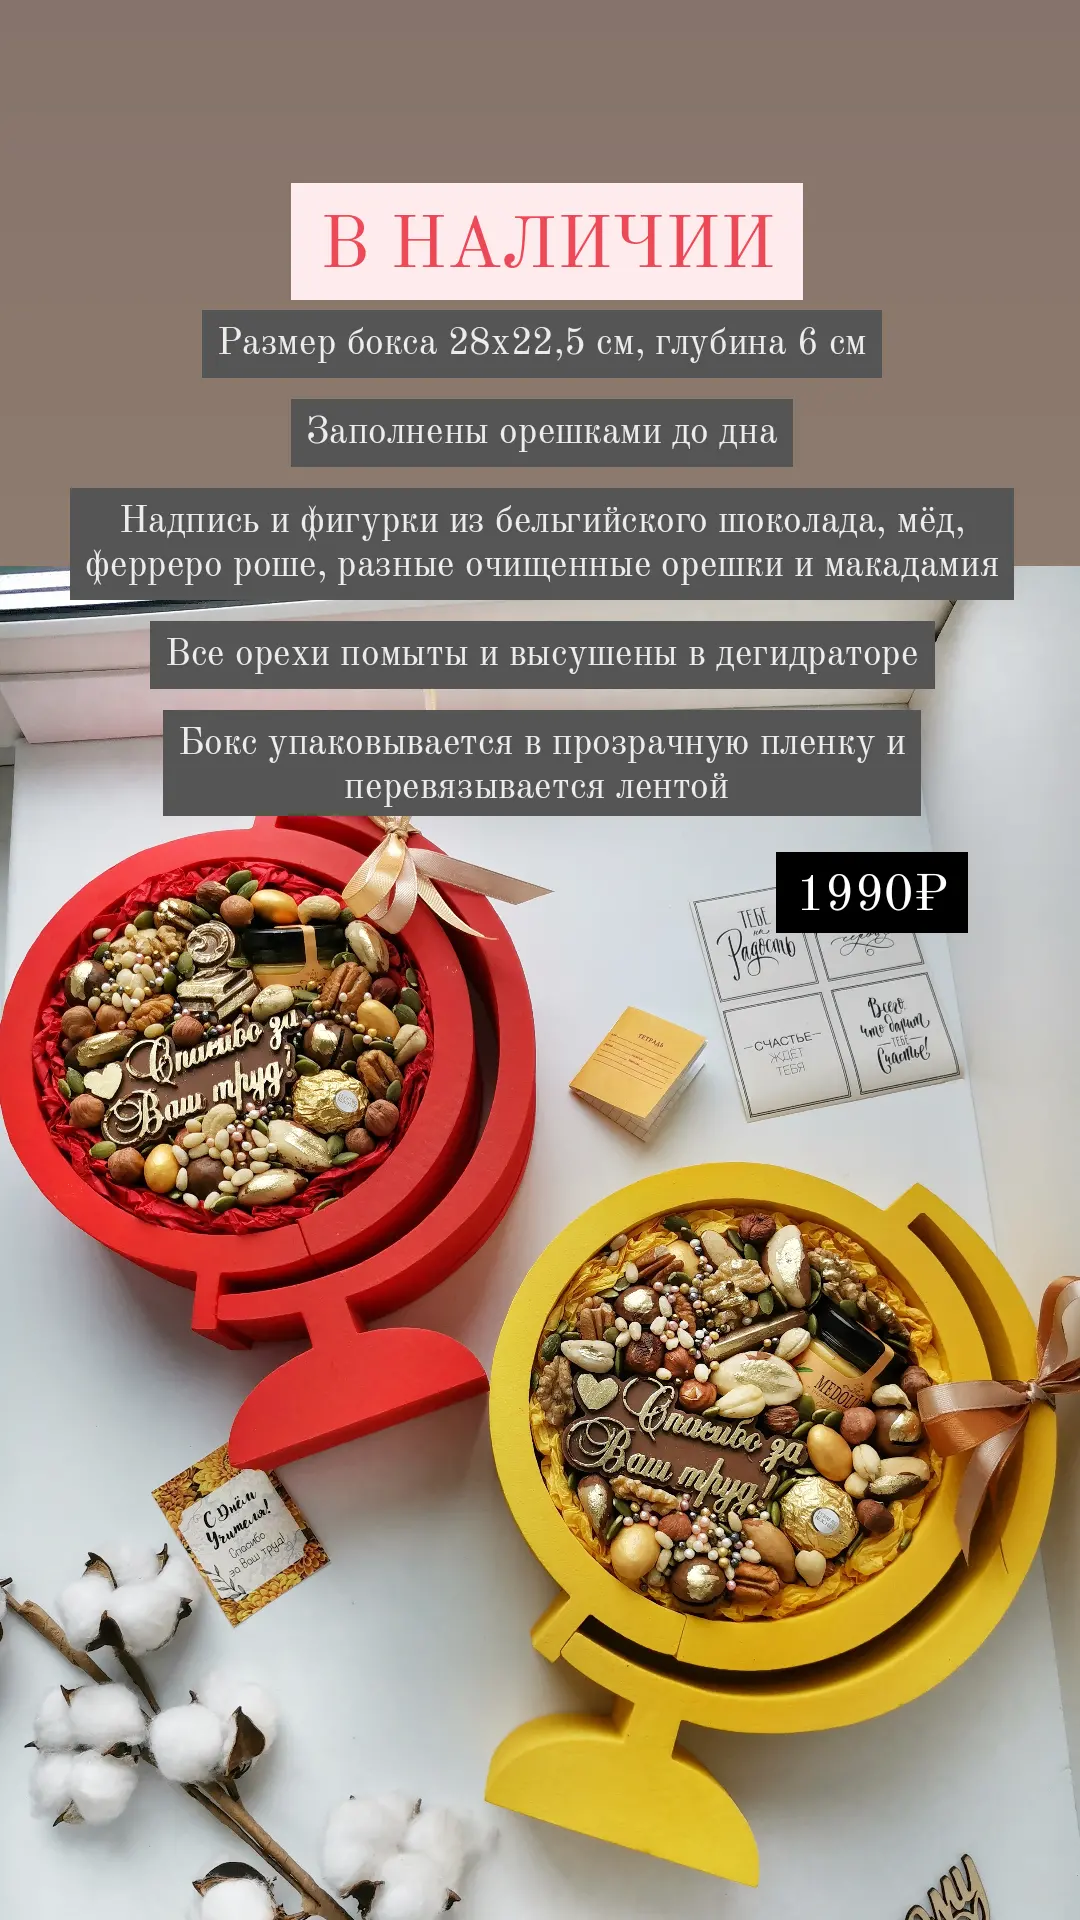 В НАЛИЧИИ
Размер бокса 28х22,5 см, глубина 6 см
Заполнены орешками до дна
Надпись и фигурки из бельгийского шоколада, мёд,
ферреро роше, разные очищенные орешки и макадамия
Все орехи помыты и высушены в дегидраторе
Бокс упаковывается в прозрачную пленку и
перевязывается лентой
1990₽
ТЕБЕ
на
Радость
СЧАСТЬЕ
ЖДЁТ
ТЕБЯ
Всего,
что дарит
ТЕБЕ
Счастье!
ТЕТРАДЬ
Спасибо за
Ваш труд!
Спасибо за
Ваш труд!
С Днём
Учителя!
Спасибо
за Ваш труд!